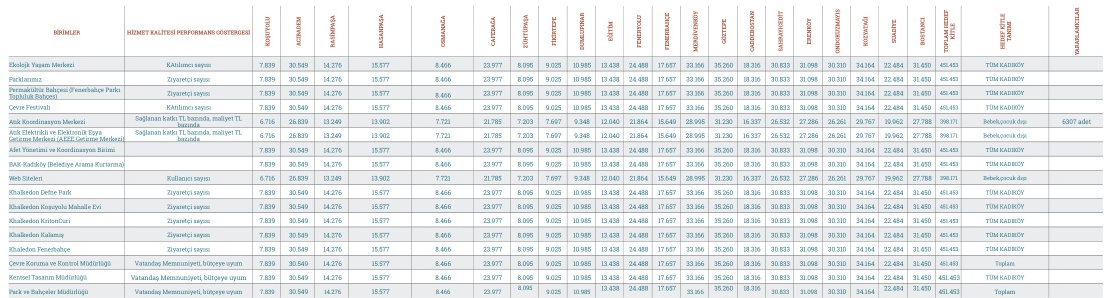 BİRİMLER HİZMET KALİTESİ PERFORMANS GÖSTERGESİ KOŞUYOLU ACIBADEM RASİMPAŞA HASANPAŞA OSMANAĞA CAFERAĞA ZÜHTÜPAŞA FİKİRTEPE DUMLUPINAR EĞİTİM FENERYOLU FENERBAHÇE MERDİVENKÖY GÖZTEPE CADDEBOSTAN SAHRAYICEDİT ERENKÖY ONDOKUZMAYIS KOZYATAĞI SUADİYE BOSTANCI TOPLAM HEDEF KİTLE HEDEF KİTLE TANIMI YARARLANICILAR
Ekolojik Yaşam Merkezi KAtılımcı sayısı 7.839 30.549 14.276 15.577 8.466 23.977 8.095 9.025 10.985 13.438 24.488 17.657 33.166 35.260 18.316 30.833 31.098 30.310 34.164 22.484 31.450 451.453 TÜM KADIKÖY
Parklarımız Ziyaretçi sayısı 7.839 30.549 14.276 15.577 8.466 23.977 8.095 9.025 10.985 13.438 24.488 17.657 33.166 35.260 18.316 30.833 31.098 30.310 34.164 22.484 31.450 451.453 TÜM KADIKÖY
Permakültür Bahçesi (Fenerbahçe Parkı
Topluluk Bahçesi) Ziyaretçi sayısı 7.839 30.549 14.276 15.577 8.466 23.977 8.095 9.025 10.985 13.438 24.488 17.657 33.166 35.260 18.316 30.833 31.098 30.310 34.164 22.484 31.450 451.453 TÜM KADIKÖY
Çevre Festivali KAtılımcı sayısı 7.839 30.549 14.276 15.577 8.466 23.977 8.095 9.025 10.985 13.438 24.488 17.657 33.166 35.260 18.316 30.833 31.098 30.310 34.164 22.484 31.450 451.453 TÜM KADIKÖY
Atık Koordinasyon Merkezi Sağlanan katkı TL bazında, maliyet TL
bazında 6.716 26.839 13.249 13.902 7.721 21.785 7.203 7.697 9.348 12.040 21.864 15.649 28.995 31.230 16.337 26.532 27.286 26.261 29.767 19.962 27.788 398.171 Bebek,çocuk dışı 6307 adet
Atık Elektrikli ve Elektronik Eşya
Getirme Merkezi (AEEE Getirme Merkezi) Sağlanan katkı TL bazında, maliyet TL
bazında 6.716 26.839 13.249 13.902 7.721 21.785 7.203 7.697 9.348 12.040 21.864 15.649 28.995 31.230 16.337 26.532 27.286 26.261 29.767 19.962 27.788 398.171 Bebek,çocuk dışı
Afet Yönetimi ve Koordinasyon Birimi Ziyaretçi sayısı 7.839 30.549 14.276 15.577 8.466 23.977 8.095 9.025 10.985 13.438 24.488 17.657 33.166 35.260 18.316 30.833 31.098 30.310 34.164 22.484 31.450 451.453 TÜM KADIKÖY
BAK-Kadıköy (Belediye Arama Kurtarma) 7.839 30.549 14.276 15.577 8.466 23.977 8.095 9.025 10.985 13.438 24.488 17.657 33.166 35.260 18.316 30.833 31.098 30.310 34.164 22.484 31.450 451.453 TÜM KADIKÖY
Web Siteleri Kullanıcı sayısı 6.716 26.839 13.249 13.902 7.721 21.785 7.203 7.697 9.348 12.040 21.864 15.649 28.995 31.230 16.337 26.532 27.286 26.261 29.767 19.962 27.788 398.171 Bebek,çocuk dışı
Khalkedon Defne Park Ziyaretçi sayısı 7.839 30.549 14.276 15.577 8.466 23.977 8.095 9.025 10.985 13.438 24.488 17.657 33.166 35.260 18.316 30.833 31.098 30.310 34.164 22.484 31.450 451.453 TÜM KADIKÖY
Khalkedon Koşuyolu Mahalle Evi Ziyaretçi sayısı 7.839 30.549 14.276 15.577 8.466 23.977 8.095 9.025 10.985 13.438 24.488 17.657 33.166 35.260 18.316 30.833 31.098 30.310 34.164 22.484 31.450 451.453 TÜM KADIKÖY
Khalkedon KritonCuri Ziyaretçi sayısı 7.839 30.549 14.276 15.577 8.466 23.977 8.095 9.025 10.985 13.438 24.488 17.657 33.166 35.260 18.316 30.833 31.098 30.310 34.164 22.484 31.450 451.453 TÜM KADIKÖY
Khalkedon Kalamış Ziyaretçi sayısı 7.839 30.549 14.276 15.577 8.466 23.977 8.095 9.025 10.985 13.438 24.488 17.657 33.166 35.260 18.316 30.833 31.098 30.310 34.164 22.484 31.450 451.453 TÜM KADIKÖY
Khaledon Fenerbahçe Ziyaretçi sayısı 7.839 30.549 14.276 15.577 8.466 23.977 8.095 9.025 10.985 13.438 24.488 17.657 33.166 35.260 18.316 30.833 31.098 30.310 34.164 22.484 31.450 451.453 TÜM KADIKÖY
Çevre Koruma ve Kontrol Müdürlüğü Vatandaş Memnuniyeti, bütçeye uyum 7.839 30.549 14.276 15.577 8.466 23.977 8.095 9.025 10.985 13.438 24.488 17.657 33.166 35.260 18.316 30.833 31.098 30.310 34.164 22.484 31.450 451.453 Toplam
Kentsel Tasarım Müdürlüğü Vatandaş Memnuniyeti, bütçeye uyum 7.839 30.549 14.276 15.577 8.466 23.977 8.095 9.025 10.985 13.438 24.488 17.657 33.166 35.260 18.316 30.833 31.098 30.310 34.164 22.484 31.450 451.453 TÜM KADIKÖY
Park ve Bahçeler Müdürlüğü Vatandaş Memnuniyeti, bütçeye uyum 7.839 30.549 14.276 15.577 8.466 23.977 8.095 9.025 10.985 13.438 24.488 17.657 33.166 35.260 18.316 30.833 31.098 30.310 34.164 22.484 31.450 451.453 Toplam